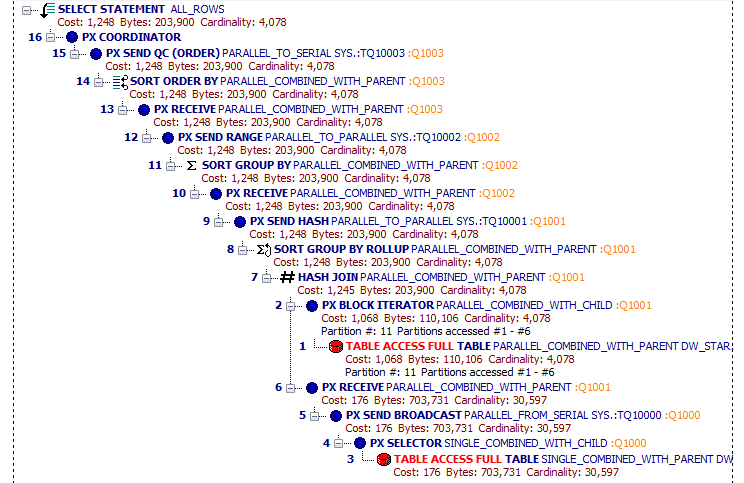 SELECT STATEMENT ALL_ROWS
Cost: 1,248 Bytes: 203,900 Cardinality: 4,078
16 PX COORDINATOR
15 PX SEND QC (ORDER) PARALLEL_TO_SERIAL SYS.:TQ10003 :Q1003
Cost: 1,248 Bytes: 203,900 Cardinality: 4,078
14 SORT ORDER BY PARALLEL_COMBINED_WITH_PARENT :Q1003
Cost: 1,248 Bytes: 203,900 Cardinality: 4,078
13 PX RECEIVE PARALLEL_COMBINED_WITH_PARENT :Q1003
Cost: 1,248 Bytes: 203,900 Cardinality: 4,078
12 PX SEND RANGE PARALLEL_TO_PARALLEL SYS.:TQ10002 :Q1002
Cost: 1,248 Bytes: 203,900 Cardinality: 4,078
11 Σ SORT GROUP BY PARALLEL_COMBINED_WITH_PARENT :Q1002
Cost: 1,248 Bytes: 203,900 Cardinality: 4,078
10 PX RECEIVE PARALLEL_COMBINED_WITH_PARENT :Q1002
Cost: 1,248 Bytes: 203,900 Cardinality: 4,078
9 PX SEND HASH PARALLEL_TO_PARALLEL SYS.:TQ10001 :Q1001
Cost: 1,248 Bytes: 203,900 Cardinality: 4,078
8 Σ SORT GROUP BY ROLLUP PARALLEL_COMBINED_WITH_PARENT :Q1001
Cost: 1,248 Bytes: 203,900 Cardinality: 4,078
7 # HASH JOIN PARALLEL_COMBINED_WITH_PARENT :Q1001
Cost: 1,245 Bytes: 203,900 Cardinality: 4,078
2 PX BLOCK ITERATOR PARALLEL_COMBINED_WITH_CHILD :Q1001
Cost: 1,068 Bytes: 110,106 Cardinality: 4,078
Partition #: 11 Partitions accessed #1 - #6
1 TABLE ACCESS FULL TABLE PARALLEL_COMBINED_WITH_PARENT DW_STAR
Cost: 1,068 Bytes: 110,106 Cardinality: 4,078
Partition #: 11 Partitions accessed #1 - #6
6 PX RECEIVE PARALLEL_COMBINED_WITH_PARENT :Q1001
Cost: 176 Bytes: 703,731 Cardinality: 30,597
5 PX SEND BROADCAST PARALLEL_FROM_SERIAL SYS.:TQ10000 :Q1000
Cost: 176 Bytes: 703,731 Cardinality: 30,597
4 PX SELECTOR SINGLE_COMBINED_WITH_CHILD :Q1000
3 TABLE ACCESS FULL TABLE SINGLE_COMBINED_WITH_PARENT DW
Cost: 176 Bytes: 703,731 Cardinality: 30,597